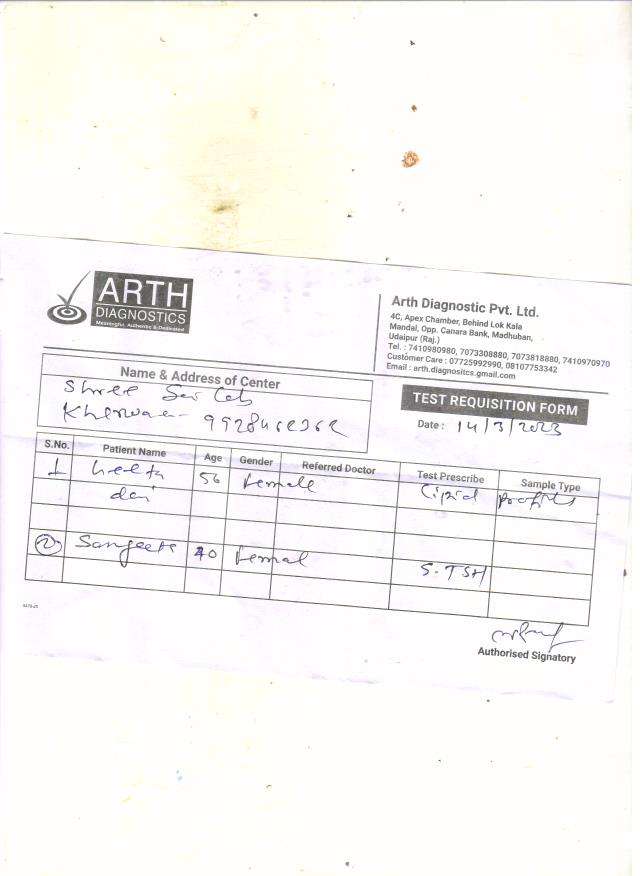 ARTH
DIAGNOSTICS
Meaningful, Authentic & Dedicated
Arth Diagnostic Pvt. Ltd.
4C, Apex Chamber, Behind Lok Kala
Mandal, Opp. Canara Bank, Madhuban,
Udaipur (Raj.)
Tel. : 7410980980, 7073308880, 7073818880, 7410970970
Customer Care : 07725992990, 08107753342
Email : arth.diagnositcs.gmail.com
Name & Address of Center
Shree Sai Lab
9928462362
TEST REQUISITION FORM
Date : 14/3/2023
S.No. Patient Name Age Gender Referred Doctor Test Prescribe Sample Type
1 56 Female Lipid profile
2 Sangeeta 40 Femal S.TSH
Authorised Signatory